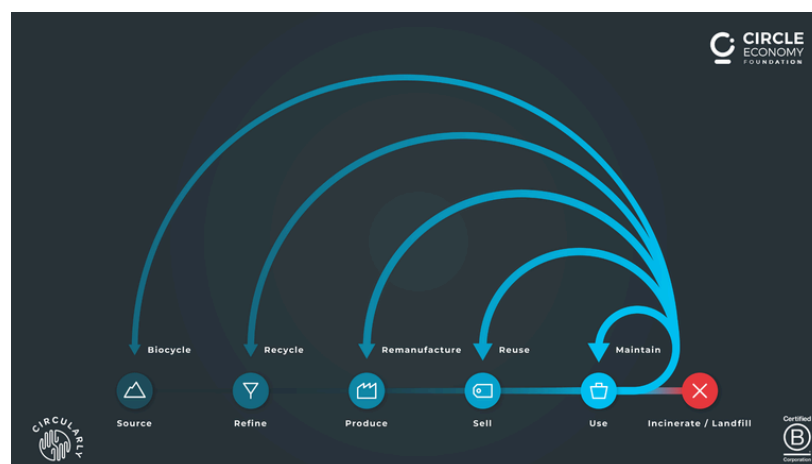 CIRCLE
ECONOMY
FOUNDATION
Biocycle
Recycle
Remanufacture
Reuse
Maintain
Source
Refine
Produce
Sell
Use
Incinerate / Landfill
CIRCULARLY
Certified
B
Corporation